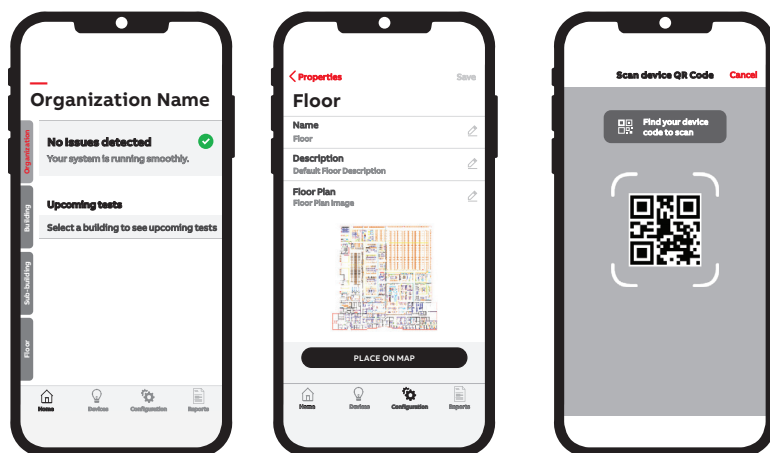 Organization Name
Organization
No issues detected
Your system is running smoothly.
Building
Upcoming tests
Select a building to see upcoming tests
Sub-building
Floor
Home
Devices
Configuration
Reports
Properties
Save
Floor
Name
Floor
Description
Default Floor Description
Floor Plan
Floor Plan Image
PLACE ON MAP
Home
Devices
Configuration
Reports
Scan device QR Code
Cancel
Find your device
code to scan